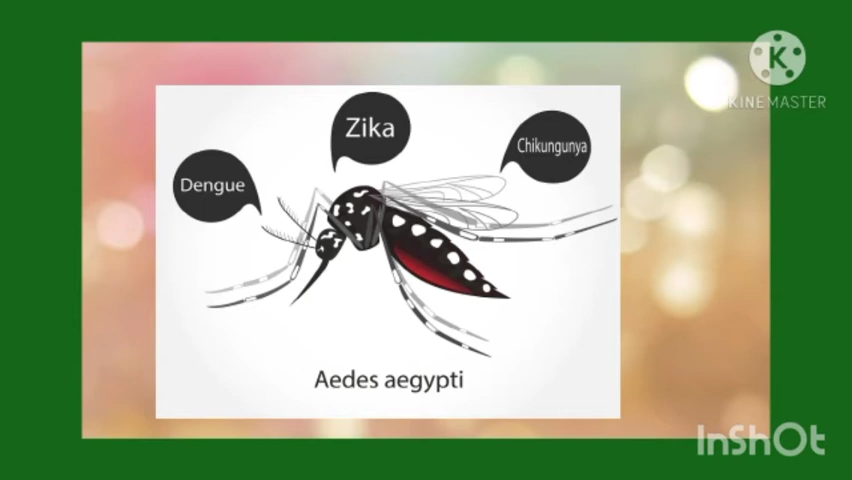 KINEMASTER
Zika
Chikungunya
Dengue
Aedes aegypti
InShOt